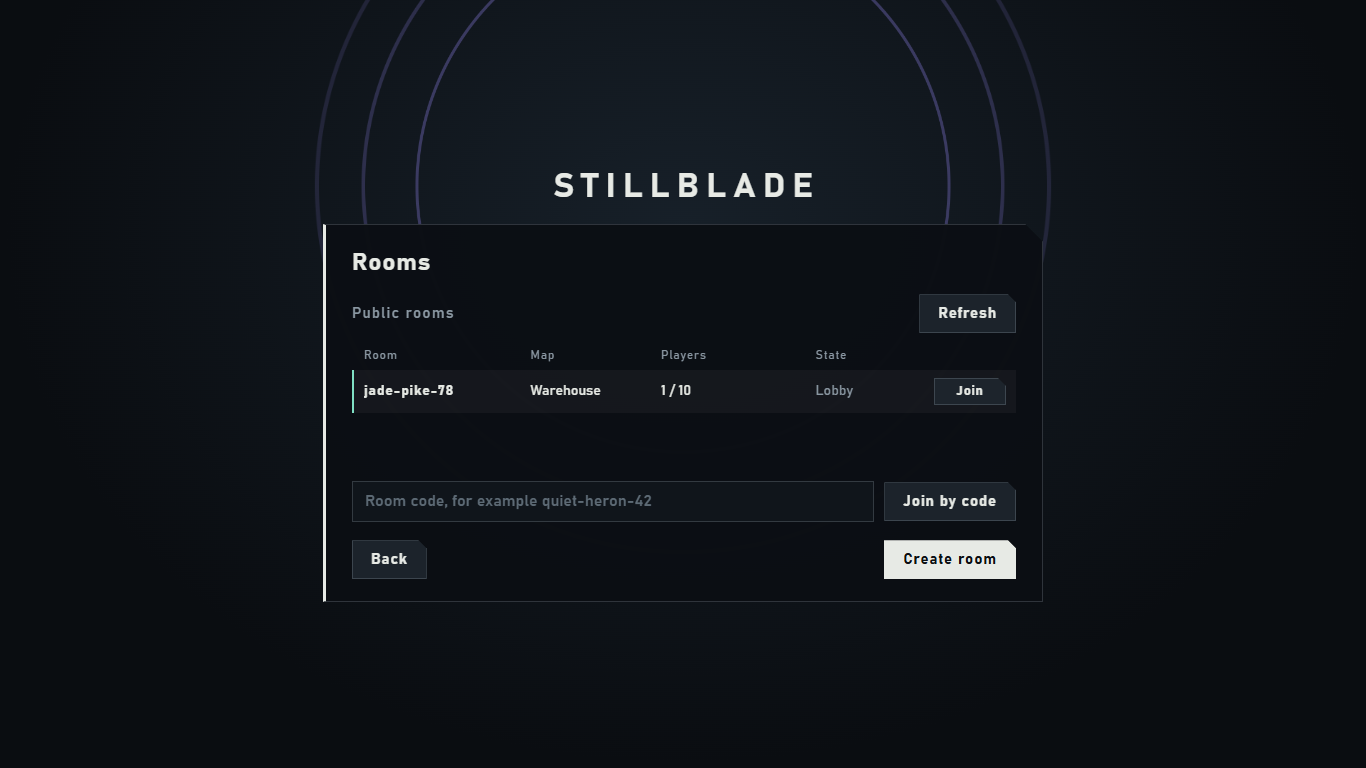 STILLBLADE
Rooms
Public rooms
Refresh
Room Map Players State
jade-pike-78 Warehouse 1 / 10 Lobby Join
Room code, for example quiet-heron-42
Join by code
Back
Create room